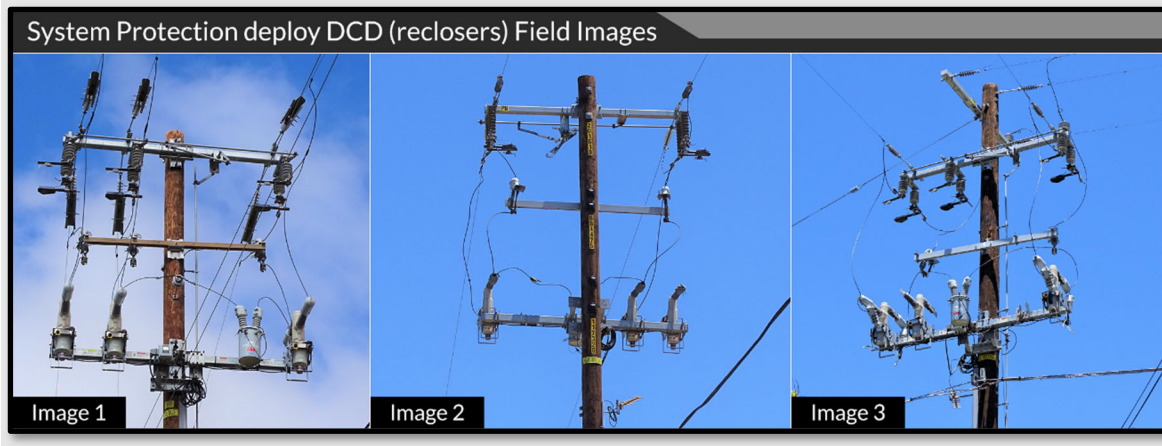 System Protection deploy DCD (reclosers) Field Images
Image 1
Image 2
Image 3